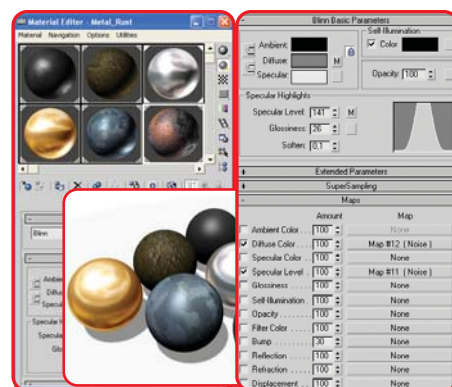 Material Editor - Metal_Runt
Material Navigation Options Utilities
Blinn
Specular
Blinn Basic Parameters
Ambient:
Diffuse: M
Specular:
Self-Illumination
Color
Opacity: 100
Specular Highlights
Specular Level: 141 M
Glossiness: 26
Soften: 0,1
Extended Parameters
SuperSampling
Maps
Amount Map
Ambient Color . . . 100 None
Diffuse Color . . . . 100 Map #12 ( Noise )
Specular Color . . . 100 None
Specular Level . . 100 Map #11 ( Noise )
Glossiness . . . . . 100 None
Self-Illumination . . 100 None
Opacity . . . . . . . 100 None
Filter Color . . . . . 100 None
Bump . . . . . . . . 30 None
Reflection . . . . . 100 None
Refraction . . . . . 100 None
Displacement . . . 100 None